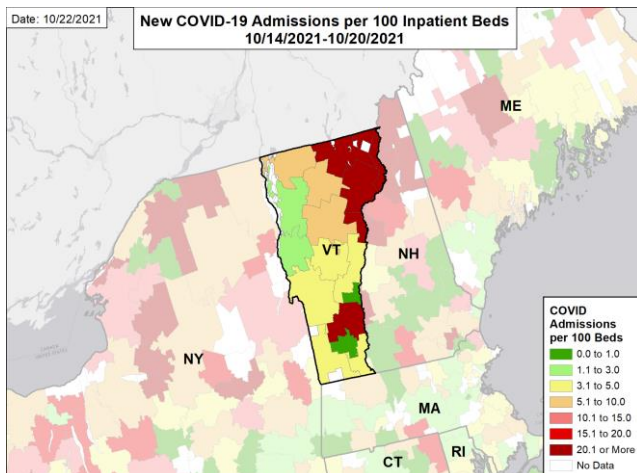 Date: 10/22/2021
New COVID-19 Admissions per 100 Inpatient Beds
10/14/2021-10/20/2021
ME
VT
NH
NY
MA
CT
RI
COVID
Admissions
per 100 Beds
0.0 to 1.0
1.1 to 3.0
3.1 to 5.0
5.1 to 10.0
10.1 to 15.0
15.1 to 20.0
20.1 or More
No Data